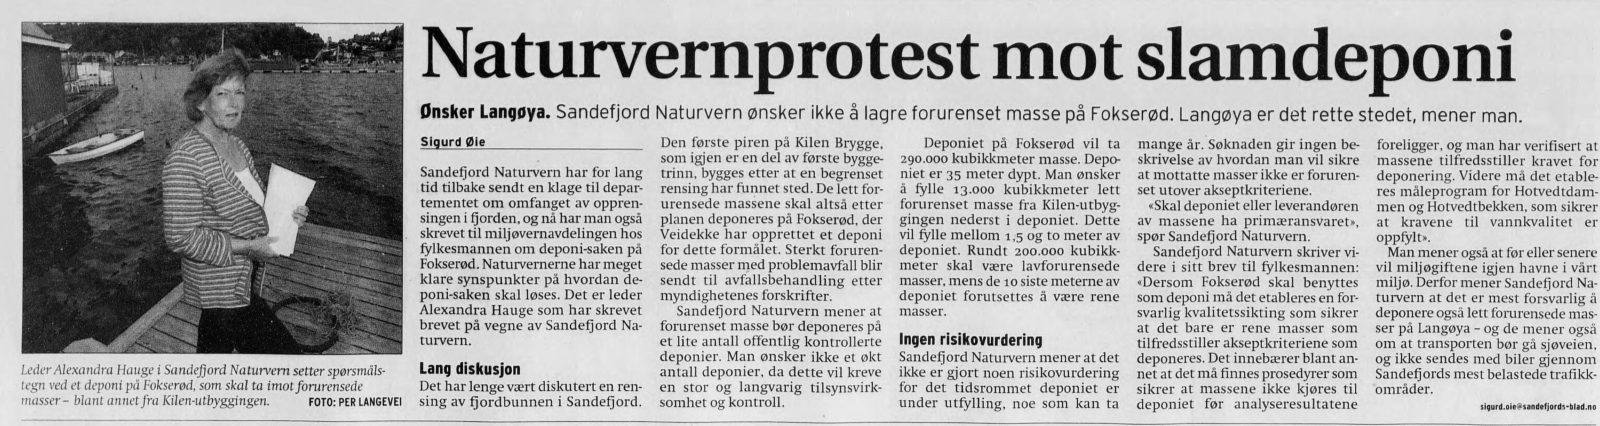 Naturvernprotest mot slamdeponi
Ønsker Langøya. Sandefjord Naturvern ønsker ikke å lagre forurenset masse på Fokserød. Langøya er det rette stedet, mener man.
Leder Alexandra Hauge i Sandefjord Naturvern setter spørsmåls-
tegn ved et deponi på Fokserød, som skal ta imot forurensede
masser – blant annet fra Kilen-utbyggingen. FOTO: PER LANGEVEI
Sigurd Øie
Sandefjord Naturvern har for lang
tid tilbake sendt en klage til depar-
tementet om omfanget av oppren-
singen i fjorden, og nå har man også
skrevet til miljøvernavdelingen hos
fylkesmannen om deponi-saken på
Fokserød. Naturvernerne har meget
klare synspunkter på hvordan de-
poni-saken skal løses. Det er leder
Alexandra Hauge som har skrevet
brevet på vegne av Sandefjord Na-
turvern.
Lang diskusjon
Det har lenge vært diskutert en ren-
sing av fjordbunnen i Sandefjord.
Den første piren på Kilen Brygge,
som igjen er en del av første bygge-
trinn, bygges etter at en begrenset
rensing har funnet sted. De lett for-
urensede massene skal altså etter
planen deponeres på Fokserød, der
Veidekke har opprettet et deponi
for dette formålet. Sterkt foruren-
sede masser med problemavfall blir
sendt til avfallsbehandling etter
myndighetenes forskrifter.
Sandefjord Naturvern mener at
forurenset masse bør deponeres på
et lite antall offentlig kontrollerte
deponier. Man ønsker ikke et økt
antall deponier, da dette vil kreve
en stor og langvarig tilsynsvirk-
somhet og kontroll.
Deponiet på Fokserød vil ta
290.000 kubikkmeter masse. Depo-
niet er 35 meter dypt. Man ønsker
å fylle 13.000 kubikkmeter lett
forurenset masse fra Kilen-utbyg-
gingen nederst i deponiet. Dette
vil fylle mellom 1,5 og to meter av
deponiet. Rundt 200.000 kubikk-
meter skal være lavforurensede
masser, mens de 10 siste meterne av
deponiet forutsettes å være rene
masser.
Ingen risikovurdering
Sandefjord Naturvern mener at det
ikke er gjort noen risikovurdering
for det tidsrommet deponiet er
under utfylling, noe som kan ta
mange år. Søknaden gir ingen be-
skrivelse av hvordan man vil sikre
at mottatte masser ikke er foruren-
set utover akseptkriteriene.
«Skal deponiet eller leverandøren
av massene ha primæransvaret»,
spør Sandefjord Naturvern.
Sandefjord Naturvern skriver vi-
dere i sitt brev til fylkesmannen:
«Dersom Fokserød skal benyttes
som deponi må det etableres en for-
svarlig kvalitetssikting som sikrer
at det bare er rene masser som
tilfredsstiller akseptkriteriene som
deponeres. Det innebærer blant an-
net at det må finnes prosedyrer som
sikrer at massene ikke kjøres til
deponiet før analyseresultatene
foreligger, og man har verifisert at
massene tilfredsstiller kravet for
deponering. Videre må det etable-
res måleprogram for Hotvedtdam-
men og Hotvedtbekken, som sikrer
at kravene til vannkvalitet er
oppfylt».
Man mener også at før eller senere
vil miljøgiftene igjen havne i vårt
miljø. Derfor mener Sandefjord Na-
turvern at det er mest forsvarlig å
deponere også lett forurensede mas-
ser på Langøya – og de mener også
om at transporten bør gå sjøveien,
og ikke sendes med biler gjennom
Sandefjords mest belastede trafikk-
områder.
sigurd.oie@sandefjords-blad.no